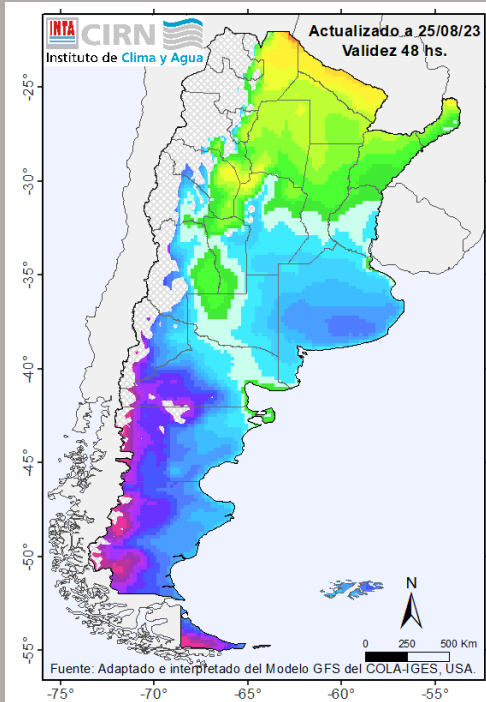 INTA CIRN
Instituto de Clima y Agua
Actualizado a 25/08/23
Validez 48 hs.
-25°
-30°
-35°
-40°
-45°
-50°
-55°
N
0 250 500 Km
Fuente: Adaptado e interpretado del Modelo GFS del COLA-IGES, USA.
-75° -70° -65° -60° -55°